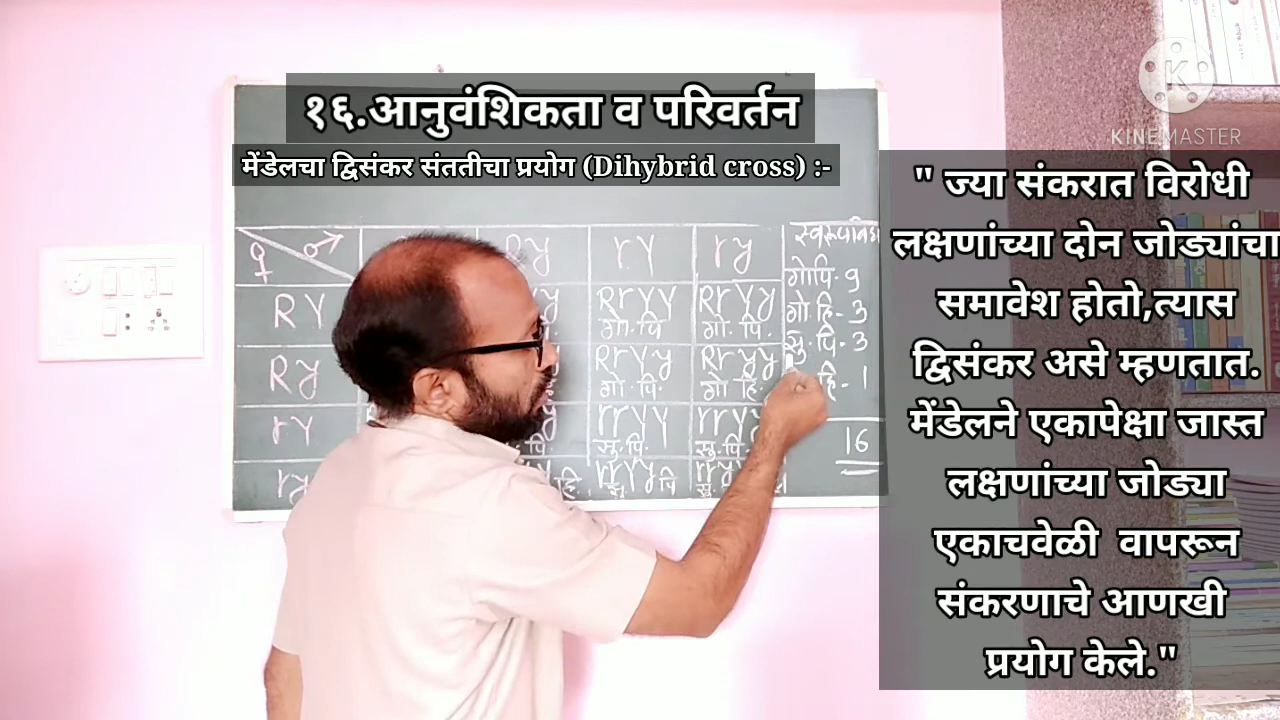 १६.आनुवंशिकता व परिवर्तन
मेंडेलचा द्विसंकर संततीचा प्रयोग (Dihybrid cross) :-
KINEMASTER
" ज्या संकरात विरोधी
लक्षणांच्या दोन जोड्यांचा
समावेश होतो,त्यास
द्विसंकर असे म्हणतात.
मेंडेलने एकापेक्षा जास्त
लक्षणांच्या जोड्या
एकाचवेळी वापरून
संकरणाचे आणखी
प्रयोग केले."
♀ ♂ Ry rY ry
RY RrYY RrYy गोपि-9
गो.पि गो.पि. गो.हि-3
Ry RrYy Rryy सु.पि-3
गो.पि. गो हि. हि-1
rY rrYY
पि. सु.पि. सु.पि- 16
ry हि. rrYy
सु. पि सु.